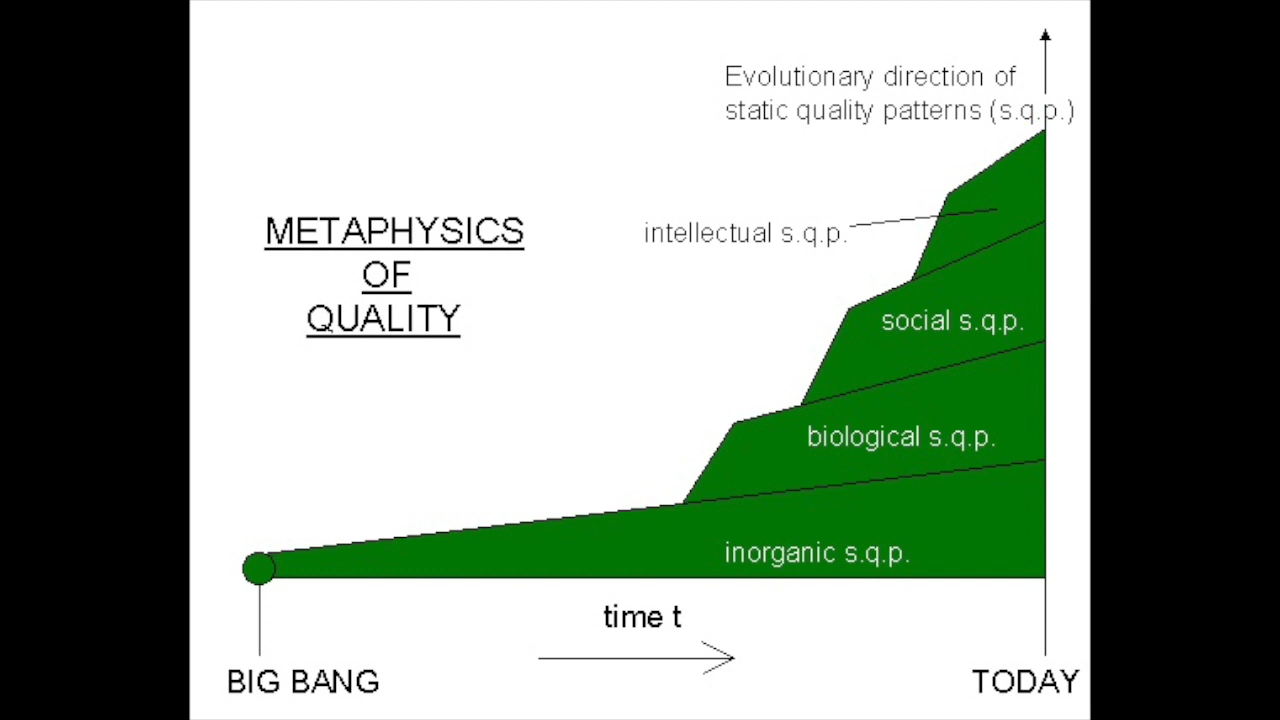 Evolutionary direction of
static quality patterns (s.q.p.)
METAPHYSICS
OF
QUALITY
intellectual s.q.p.
social s.q.p.
biological s.q.p.
inorganic s.q.p.
time t
BIG BANG
TODAY